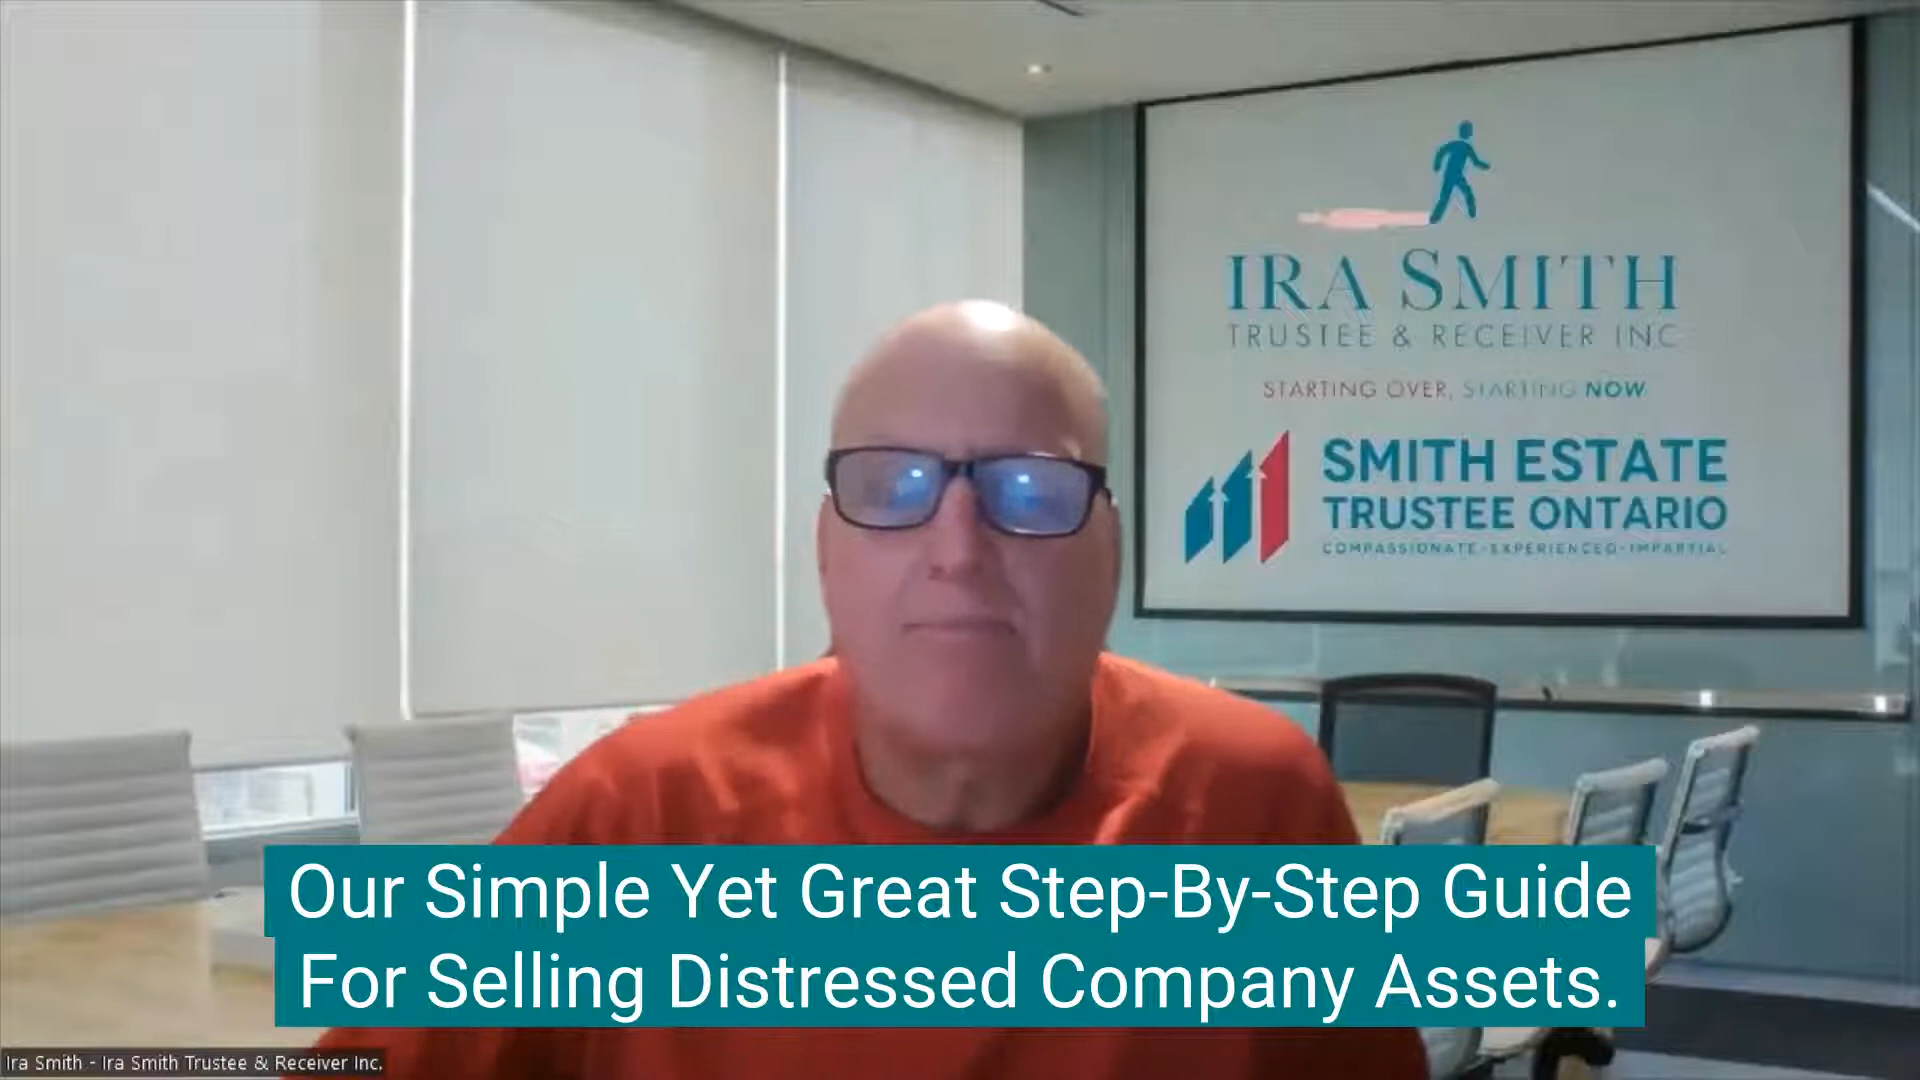 IRA SMITH
TRUSTEE & RECEIVER INC
STARTING OVER, STARTING NOW
SMITH ESTATE
TRUSTEE ONTARIO
COMPASSIONATE·EXPERIENCED·IMPARTIAL
Our Simple Yet Great Step-By-Step Guide
For Selling Distressed Company Assets.
Ira Smith - Ira Smith Trustee & Receiver Inc.